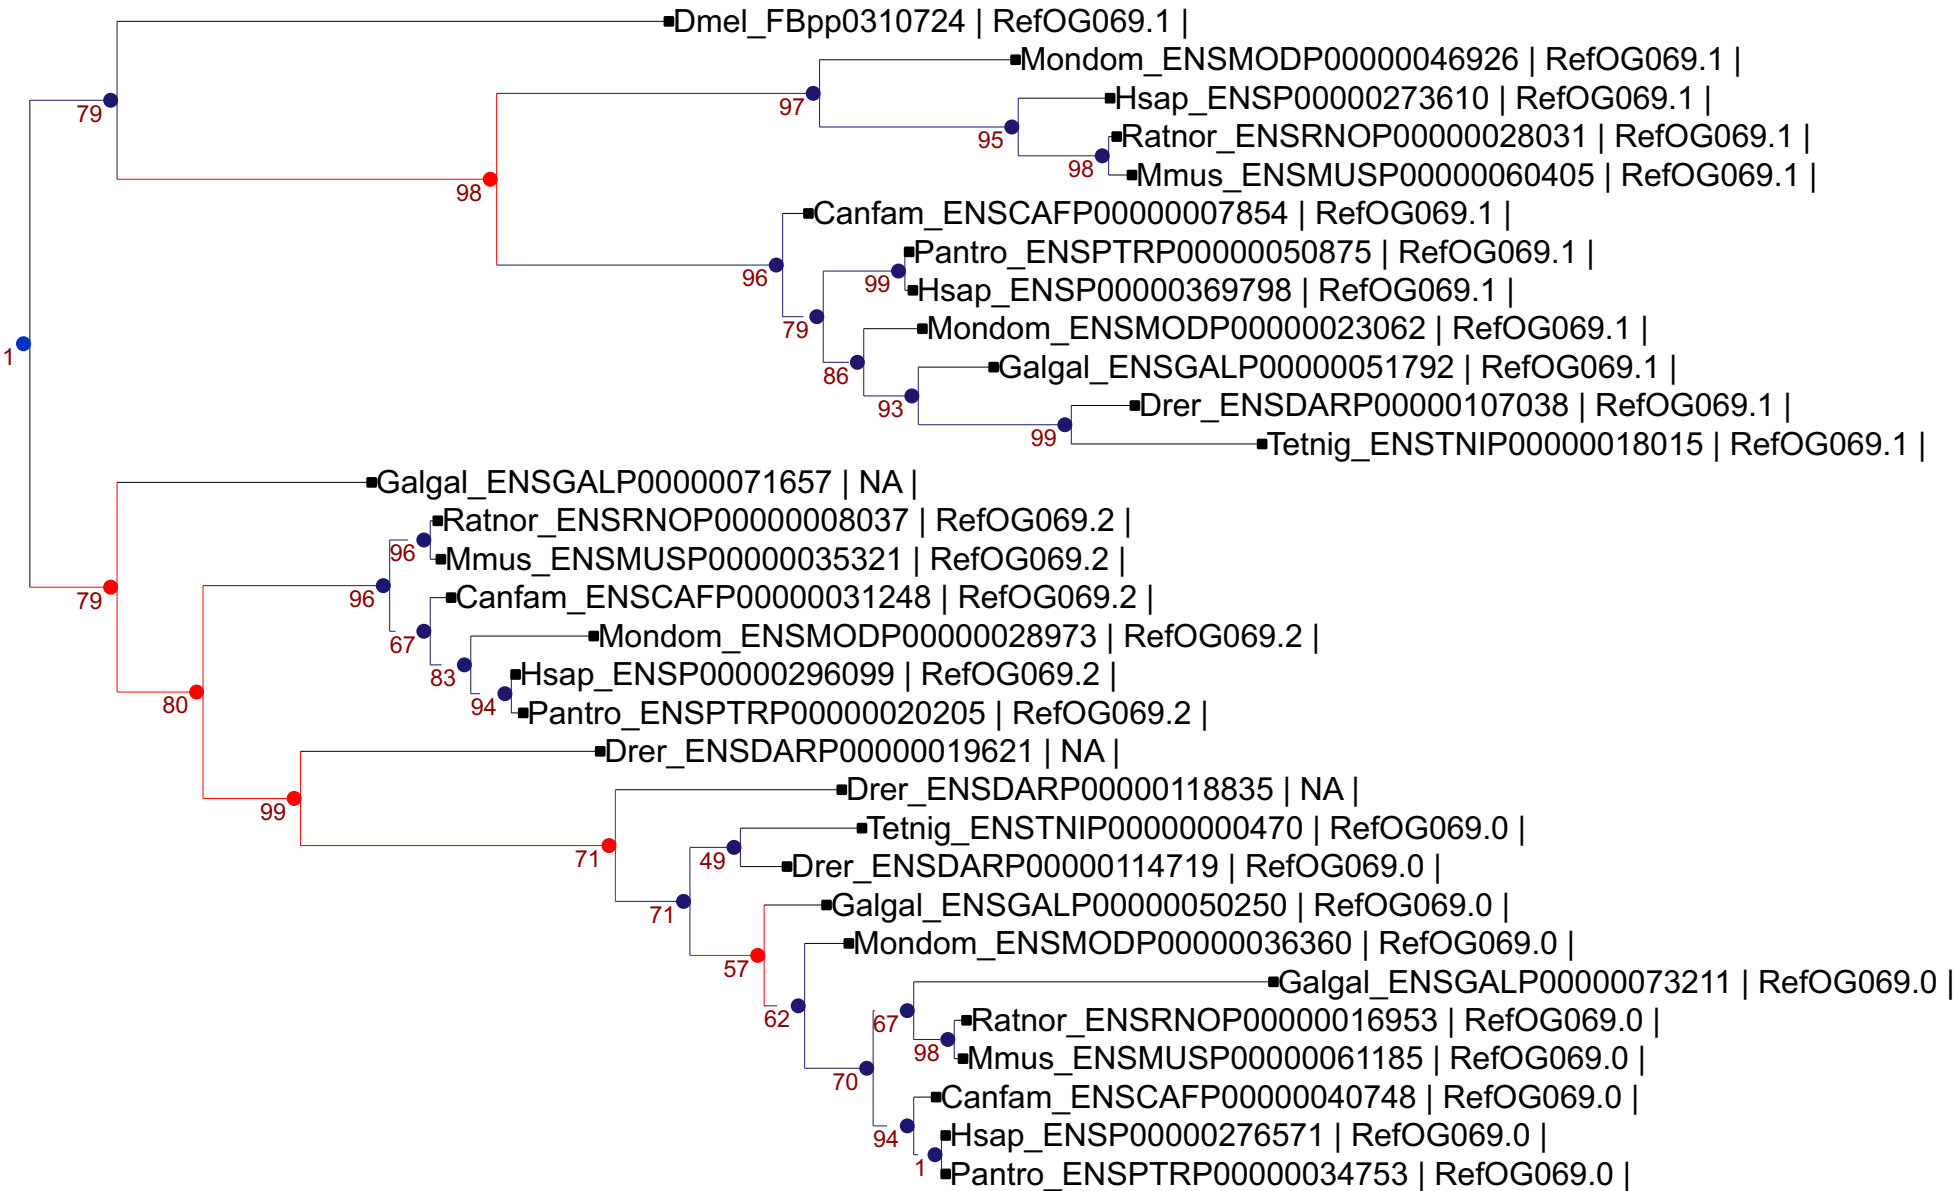 Dmel_FBpp0310724 | RefOG069.1 |
Mondom_ENSMODP00000046926 | RefOG069.1 |
97
Hsap_ENSP00000273610 | RefOG069.1 |
79
95
Ratnor_ENSRNOP00000028031 | RefOG069.1 |
98
Mmus_ENSMUSP00000060405 | RefOG069.1 |
98
Canfam_ENSCAFP00000007854 | RefOG069.1 |
Pantro_ENSPTRP00000050875 | RefOG069.1 |
96
99
Hsap_ENSP00000369798 | RefOG069.1 |
79
Mondom_ENSMODP00000023062 | RefOG069.1 |
1
86
Galgal_ENSGALP00000051792 | RefOG069.1 |
93
Drer_ENSDARP00000107038 | RefOG069.1 |
99
Tetnig_ENSTNIP00000018015 | RefOG069.1 |
Galgal_ENSGALP00000071657 | NA |
Ratnor_ENSRNOP00000008037 | RefOG069.2 |
96
Mmus_ENSMUSP00000035321 | RefOG069.2 |
79
96
Canfam_ENSCAFP00000031248 | RefOG069.2 |
67
Mondom_ENSMODP00000028973 | RefOG069.2 |
83
Hsap_ENSP00000296099 | RefOG069.2 |
80
94
Pantro_ENSPTRP00000020205 | RefOG069.2 |
Drer_ENSDARP00000019621 | NA |
99
Drer_ENSDARP00000118835 | NA |
Tetnig_ENSTNIP00000000470 | RefOG069.0 |
71
49
Drer_ENSDARP00000114719 | RefOG069.0 |
71
Galgal_ENSGALP00000050250 | RefOG069.0 |
57
Mondom_ENSMODP00000036360 | RefOG069.0 |
Galgal_ENSGALP00000073211 | RefOG069.0 |
62
67
Ratnor_ENSRNOP00000016953 | RefOG069.0 |
98
Mmus_ENSMUSP00000061185 | RefOG069.0 |
70
Canfam_ENSCAFP00000040748 | RefOG069.0 |
94
Hsap_ENSP00000276571 | RefOG069.0 |
1
Pantro_ENSPTRP00000034753 | RefOG069.0 |